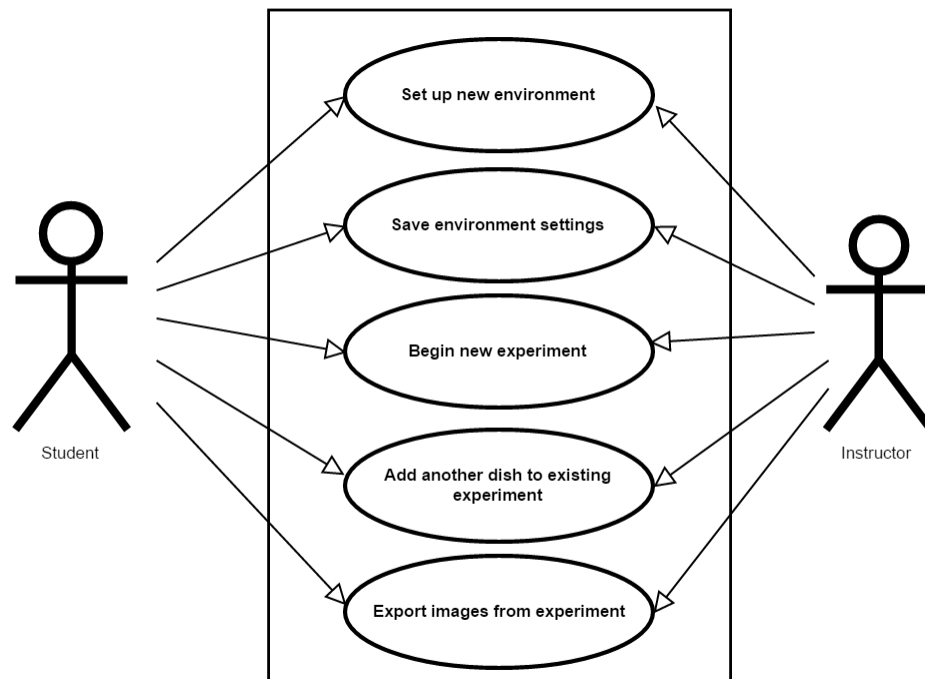 Set up new environment
Save environment settings
Begin new experiment
Student
Instructor
Add another dish to existing
experiment
Export images from experiment